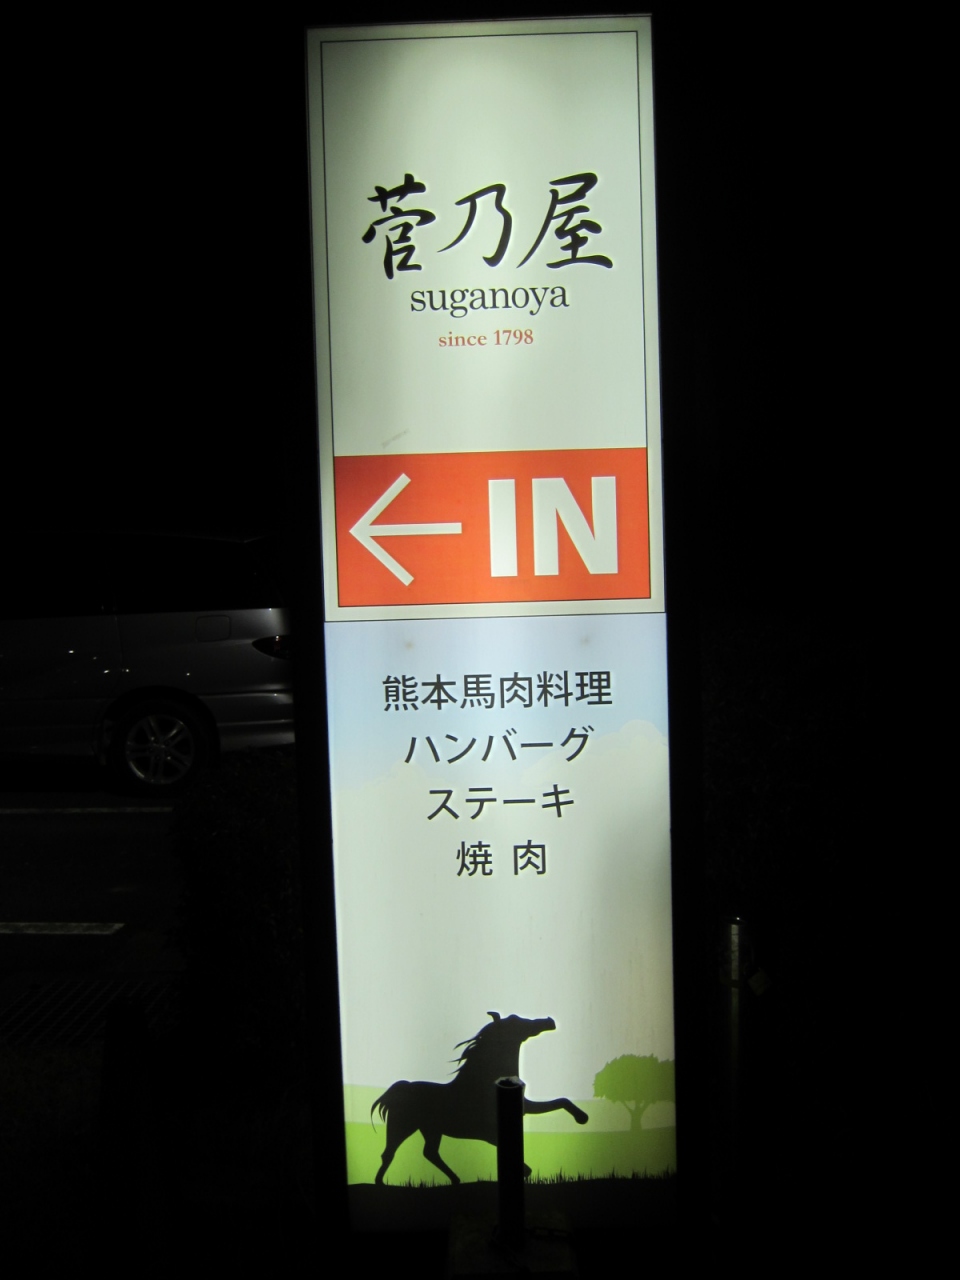 菅乃屋
suganoya
since 1798
← IN
熊本馬肉料理
ハンバーグ
ステーキ
焼肉